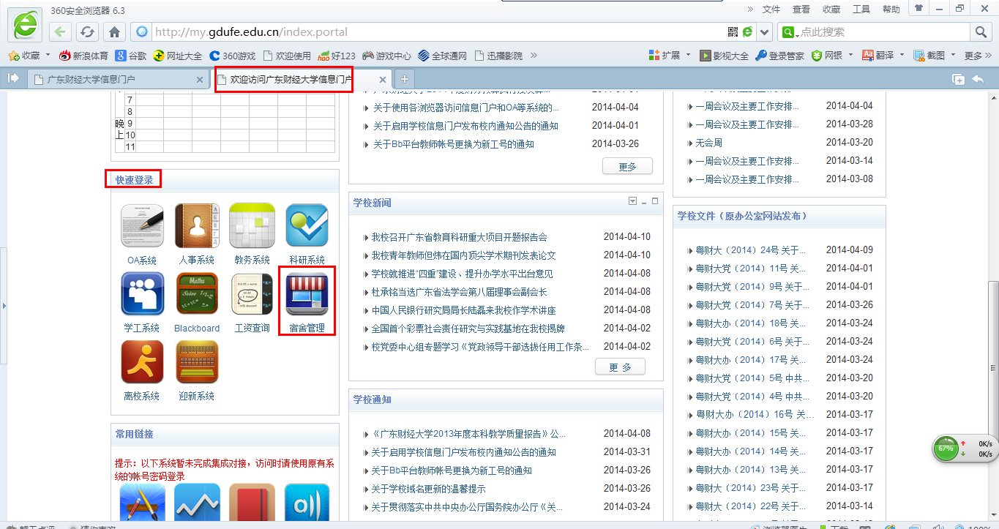 360安全浏览器 6.3
文件 查看 收藏 工具 帮助
http://my.gdufe.edu.cn/index.portal
点此搜索
收藏 新浪体育 谷歌 网址大全 360游戏 欢迎使用 好123 游戏中心 全球通网 迅播影院 »
扩展 影视大全 登录管家 网银 翻译 截图 更多 »
广东财经大学信息门户
欢迎访问广东财经大学信息门户
7
8
晚上
9
10
11
快速登录
OA系统 人事系统 教务系统 科研系统
学工系统 Blackboard 工资查询 宿舍管理
离校系统 迎新系统
常用链接
提示：以下系统暂未完成集成对接，访问时请使用原有系
统的帐号密码登录
关于使用各浏览器访问信息门户和OA等系统的... 2014-04-04
关于启用学校信息门户发布校内通知公告的通知 2014-04-01
关于Bb平台教师帐号更换为新工号的通知 2014-03-26
更多
学校新闻
我校召开广东省教育科研重大项目开题报告会 2014-04-10
我校青年教师但炜在国内顶尖学术期刊发表论文 2014-04-10
学校就推进“四重”建设、提升办学水平出台意见 2014-04-08
杜承铭当选广东省法学会第八届理事会副会长 2014-04-08
中国人民银行研究局局长陆磊来我校作学术讲座 2014-04-08
全国首个彩票社会责任研究与实践基地在我校揭牌 2014-04-02
校党委中心组专题学习《党政领导干部选拔任用工作条... 2014-04-02
更 多
学校通知
《广东财经大学2013年度本科教学质量报告》公... 2014-04-08
关于启用学校信息门户发布校内通知公告的通知 2014-03-31
关于Bb平台教师帐号更换为新工号的通知 2014-03-26
关于学校域名更新的温馨提示 2014-03-26
关于贯彻落实中共中央办公厅国务院办公厅《关... 2014-03-24
一周会议及主要工作安排... 2014-04-04
一周会议及主要工作安排... 2014-03-28
无会周 2014-03-20
一周会议及主要工作安排... 2014-03-14
一周会议及主要工作安排... 2014-03-08
学校文件（原办公室网站发布）
粤财大（2014）24号 关于... 2014-04-09
粤财大（2014）11号 关... 2014-04-01
粤财大（2014）9号 关于... 2014-04-01
粤财大（2014）7号 关于... 2014-03-26
粤财大办（2014）18号 关... 2014-03-24
粤财大党（2014）6号 关于... 2014-03-24
粤财大办（2014）17号 关... 2014-03-24
粤财大党（2014）5号 中共... 2014-03-20
粤财大党（2014）4号 中共... 2014-03-20
粤财大办（2014）16号 关... 2014-03-17
粤财大办（2014）15号 关... 2014-03-17
粤财大办（2014）14号 关... 2014-03-17
粤财大办（2014）13号 关... 2014-03-17
粤财大（2014）23号 关于... 2014-03-17
粤财大（2014）22号 关于... 2014-03-14
67%
0K/s
0K/s